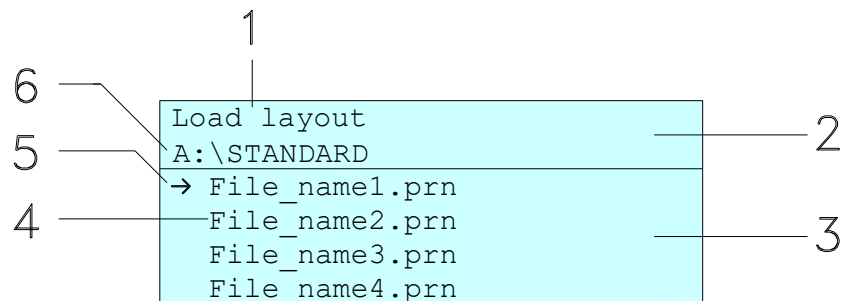 1
6
Load layout
2
A:\STANDARD
5
→ File_name1.prn
4
File_name2.prn
3
File_name3.prn
File_name4.prn